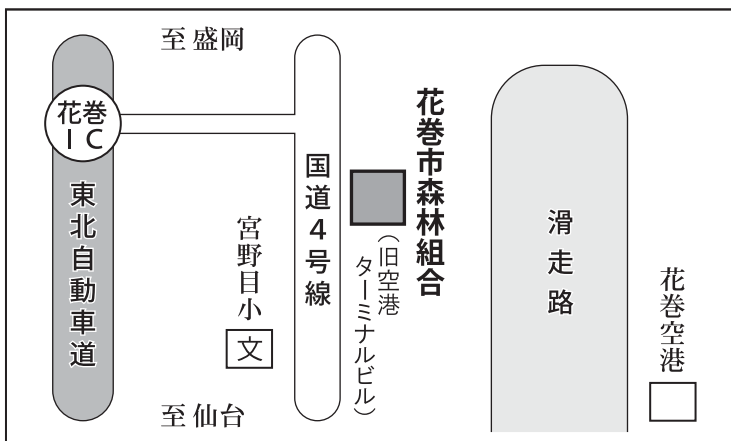 至 盛岡
花巻
IC
東北自動車道
国道4号線
花巻市森林組合
(旧空港
ターミナルビル)
宮野目小
文
至 仙台
滑走路
花巻空港